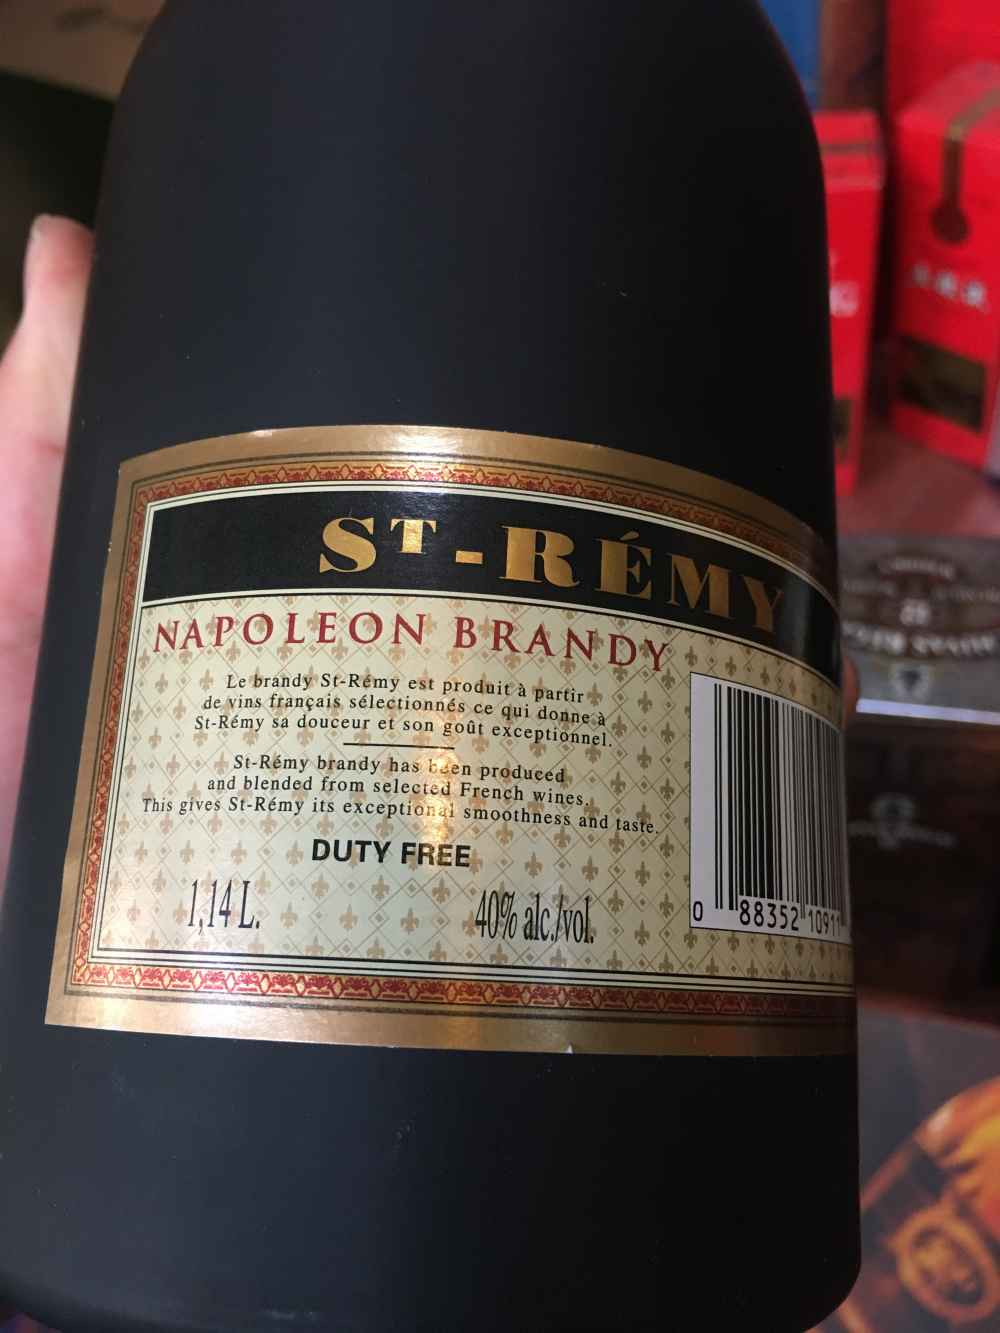 ST-RÉMY
NAPOLEON BRANDY
Le brandy St-Rémy est produit à partir
de vins français sélectionnés ce qui donne à
St-Rémy sa douceur et son goût exceptionnel.
St-Rémy brandy has been produced
and blended from selected French wines.
This gives St-Rémy its exceptional smoothness and taste.
DUTY FREE
1,14 L. 40% alc./vol.
0 88352 10911